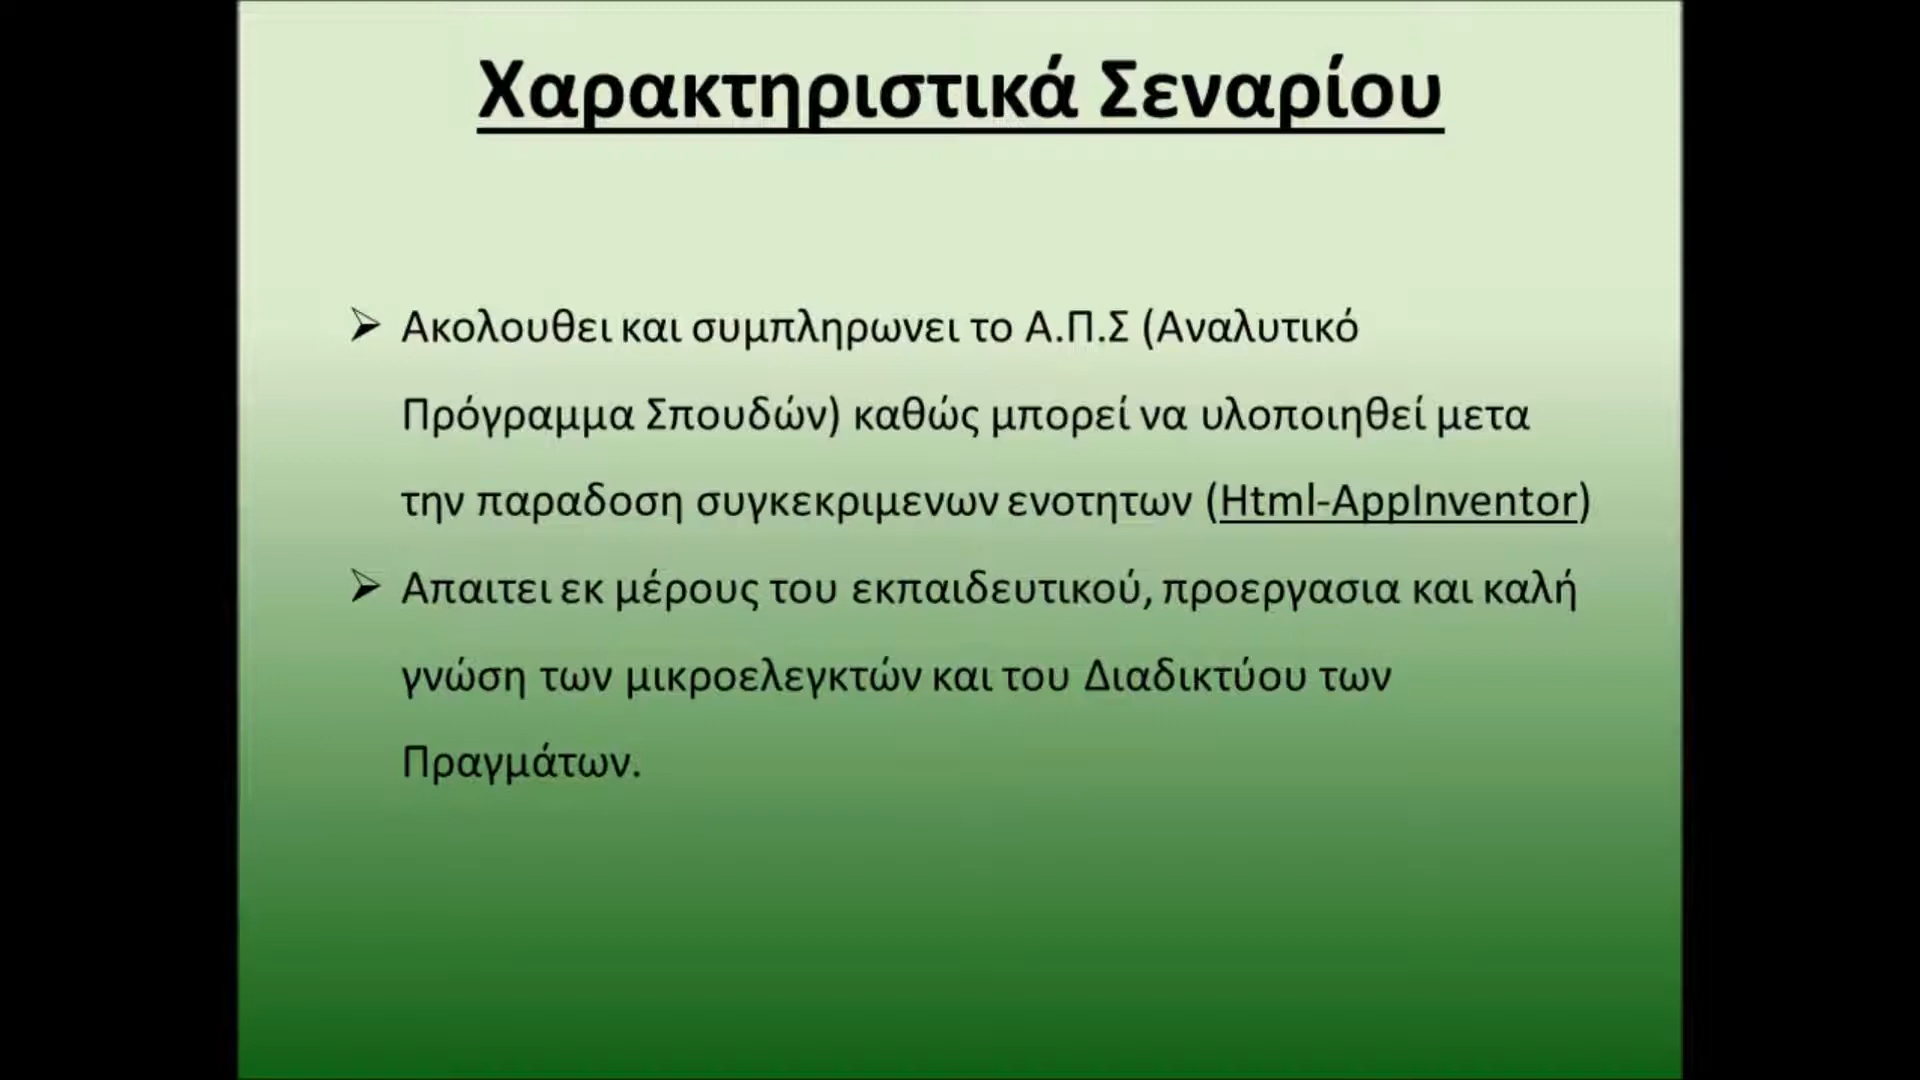 Χαρακτηριστικά Σεναρίου
➢ Ακολουθει και συμπληρωνει το Α.Π.Σ (Αναλυτικό
Πρόγραμμα Σπουδών) καθώς μπορεί να υλοποιηθεί μετα
την παραδοση συγκεκριμενων ενοτητων (Html-AppInventor)
➢ Απαιτει εκ μέρους του εκπαιδευτικού, προεργασια και καλή
γνώση των μικροελεγκτών και του Διαδικτύου των
Πραγμάτων.